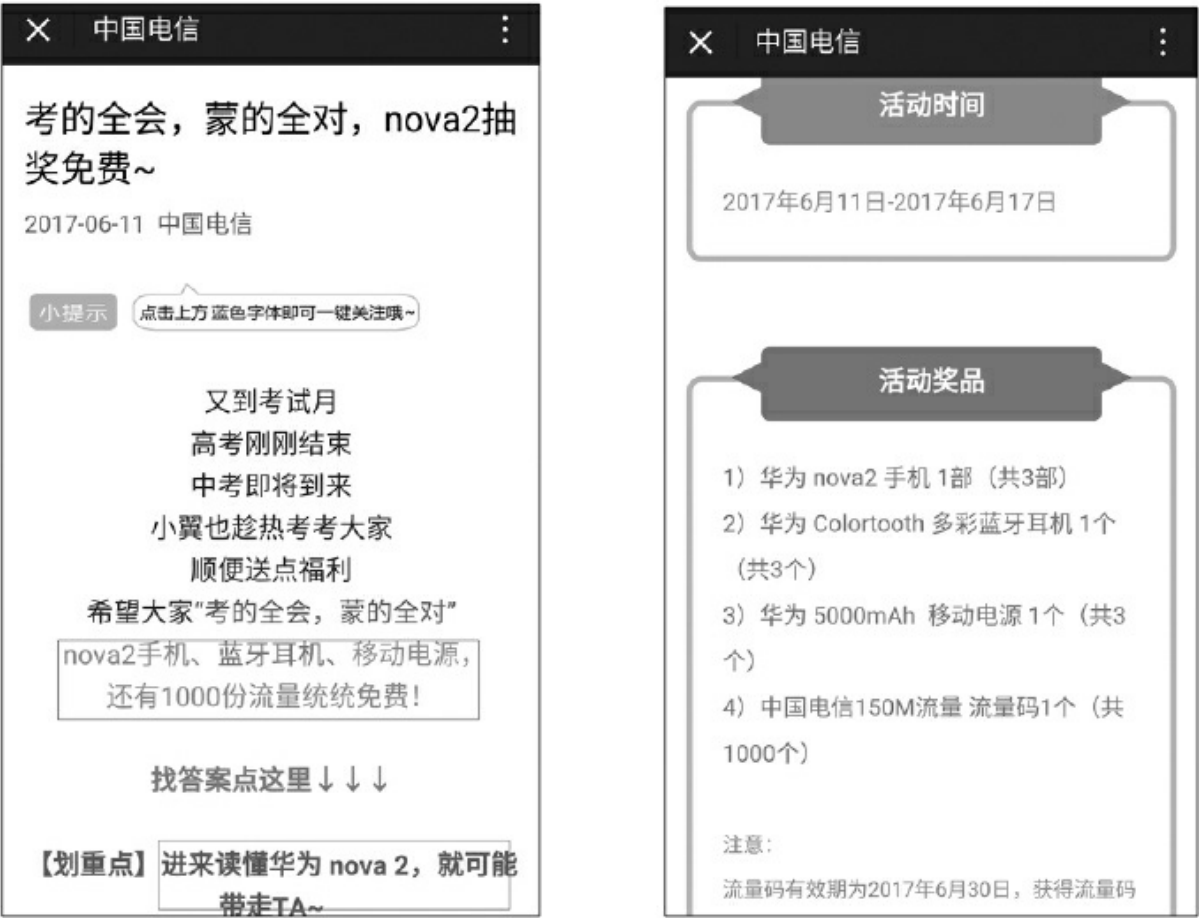 中国电信
考的全会，蒙的全对，nova2抽
奖免费~
2017-06-11 中国电信
小提示
点击上方蓝色字体即可一键关注哦~
又到考试月
高考刚刚结束
中考即将到来
小翼也趁热考考大家
顺便送点福利
希望大家“考的全会，蒙的全对”
nova2手机、蓝牙耳机、移动电源，
还有1000份流量统统免费！
找答案点这里↓↓↓
【划重点】进来读懂华为 nova 2，就可能
带走TA~
中国电信
活动时间
2017年6月11日-2017年6月17日
活动奖品
1）华为 nova2 手机 1部（共3部）
2）华为 Colortooth 多彩蓝牙耳机 1个
（共3个）
3）华为 5000mAh 移动电源 1个（共3
个）
4）中国电信150M流量 流量码1个（共
1000个）
注意：
流量码有效期为2017年6月30日，获得流量码